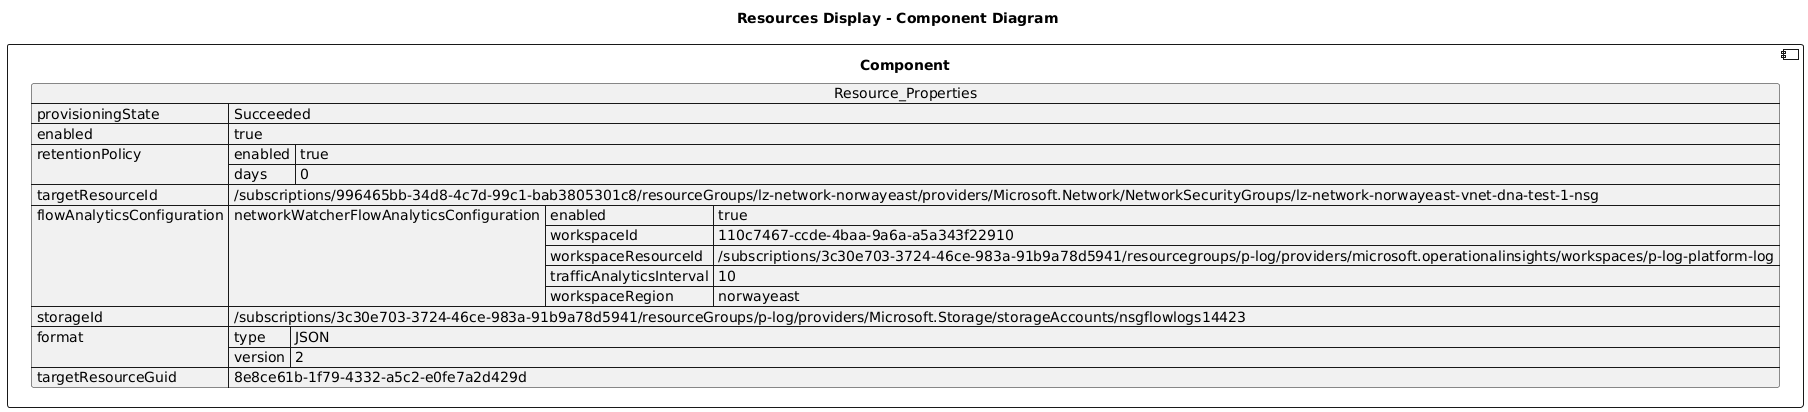 Resources Display - Component Diagram
Component
Resource_Properties
provisioningState Succeeded
enabled true
retentionPolicy enabled true
days 0
targetResourceId /subscriptions/996465bb-34d8-4c7d-99c1-bab3805301c8/resourceGroups/lz-network-norwayeast/providers/Microsoft.Network/NetworkSecurityGroups/lz-network-norwayeast-vnet-dna-test-1-nsg
flowAnalyticsConfiguration networkWatcherFlowAnalyticsConfiguration enabled true
workspaceId 110c7467-ccde-4baa-9a6a-a5a343f22910
workspaceResourceId /subscriptions/3c30e703-3724-46ce-983a-91b9a78d5941/resourcegroups/p-log/providers/microsoft.operationalinsights/workspaces/p-log-platform-log
trafficAnalyticsInterval 10
workspaceRegion norwayeast
storageId /subscriptions/3c30e703-3724-46ce-983a-91b9a78d5941/resourceGroups/p-log/providers/Microsoft.Storage/storageAccounts/nsgflowlogs14423
format type JSON
version 2
targetResourceGuid 8e8ce61b-1f79-4332-a5c2-e0fe7a2d429d